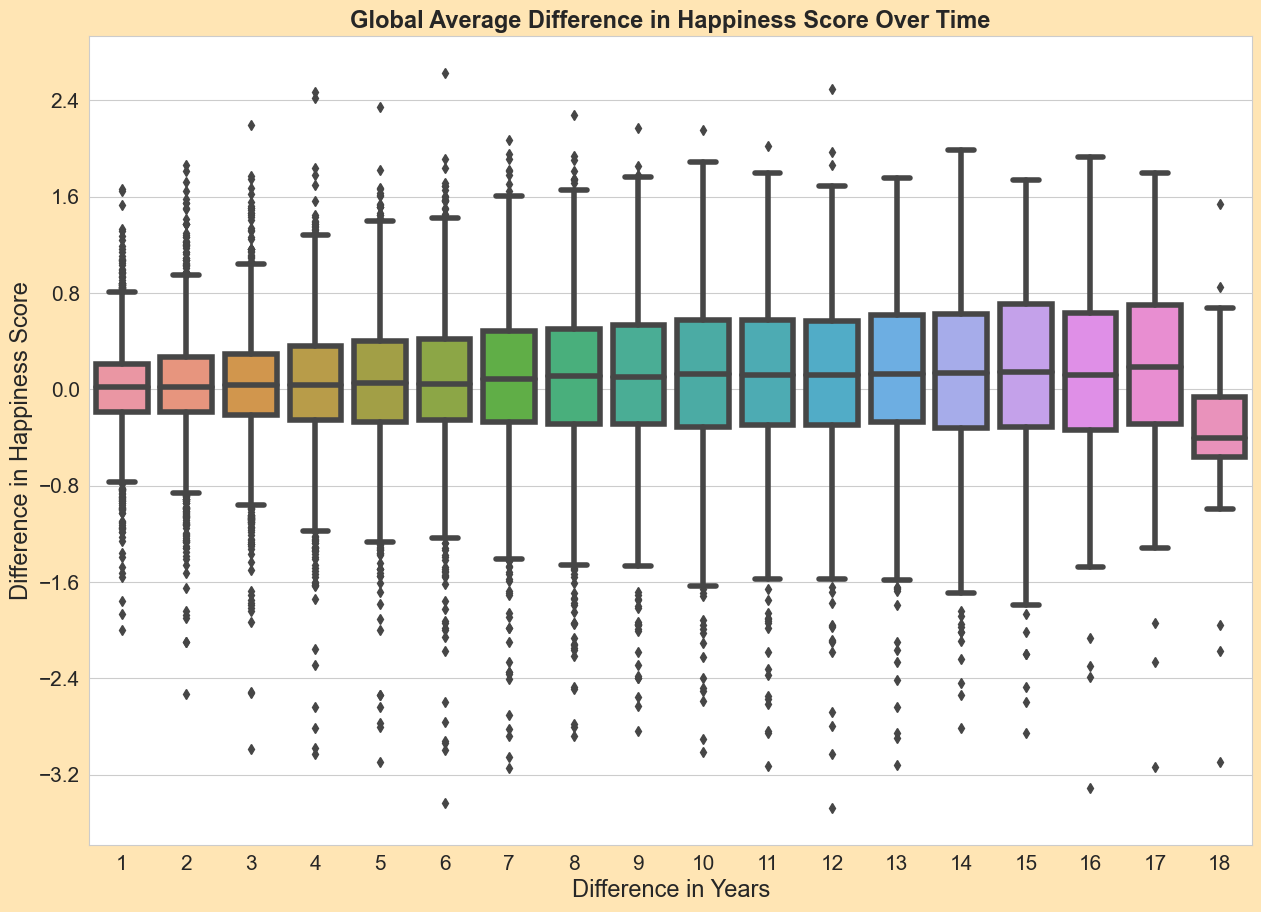 Global Average Difference in Happiness Score Over Time
Difference in Happiness Score
2.4
1.6
0.8
0.0
−0.8
−1.6
−2.4
−3.2
1 2 3 4 5 6 7 8 9 10 11 12 13 14 15 16 17 18
Difference in Years